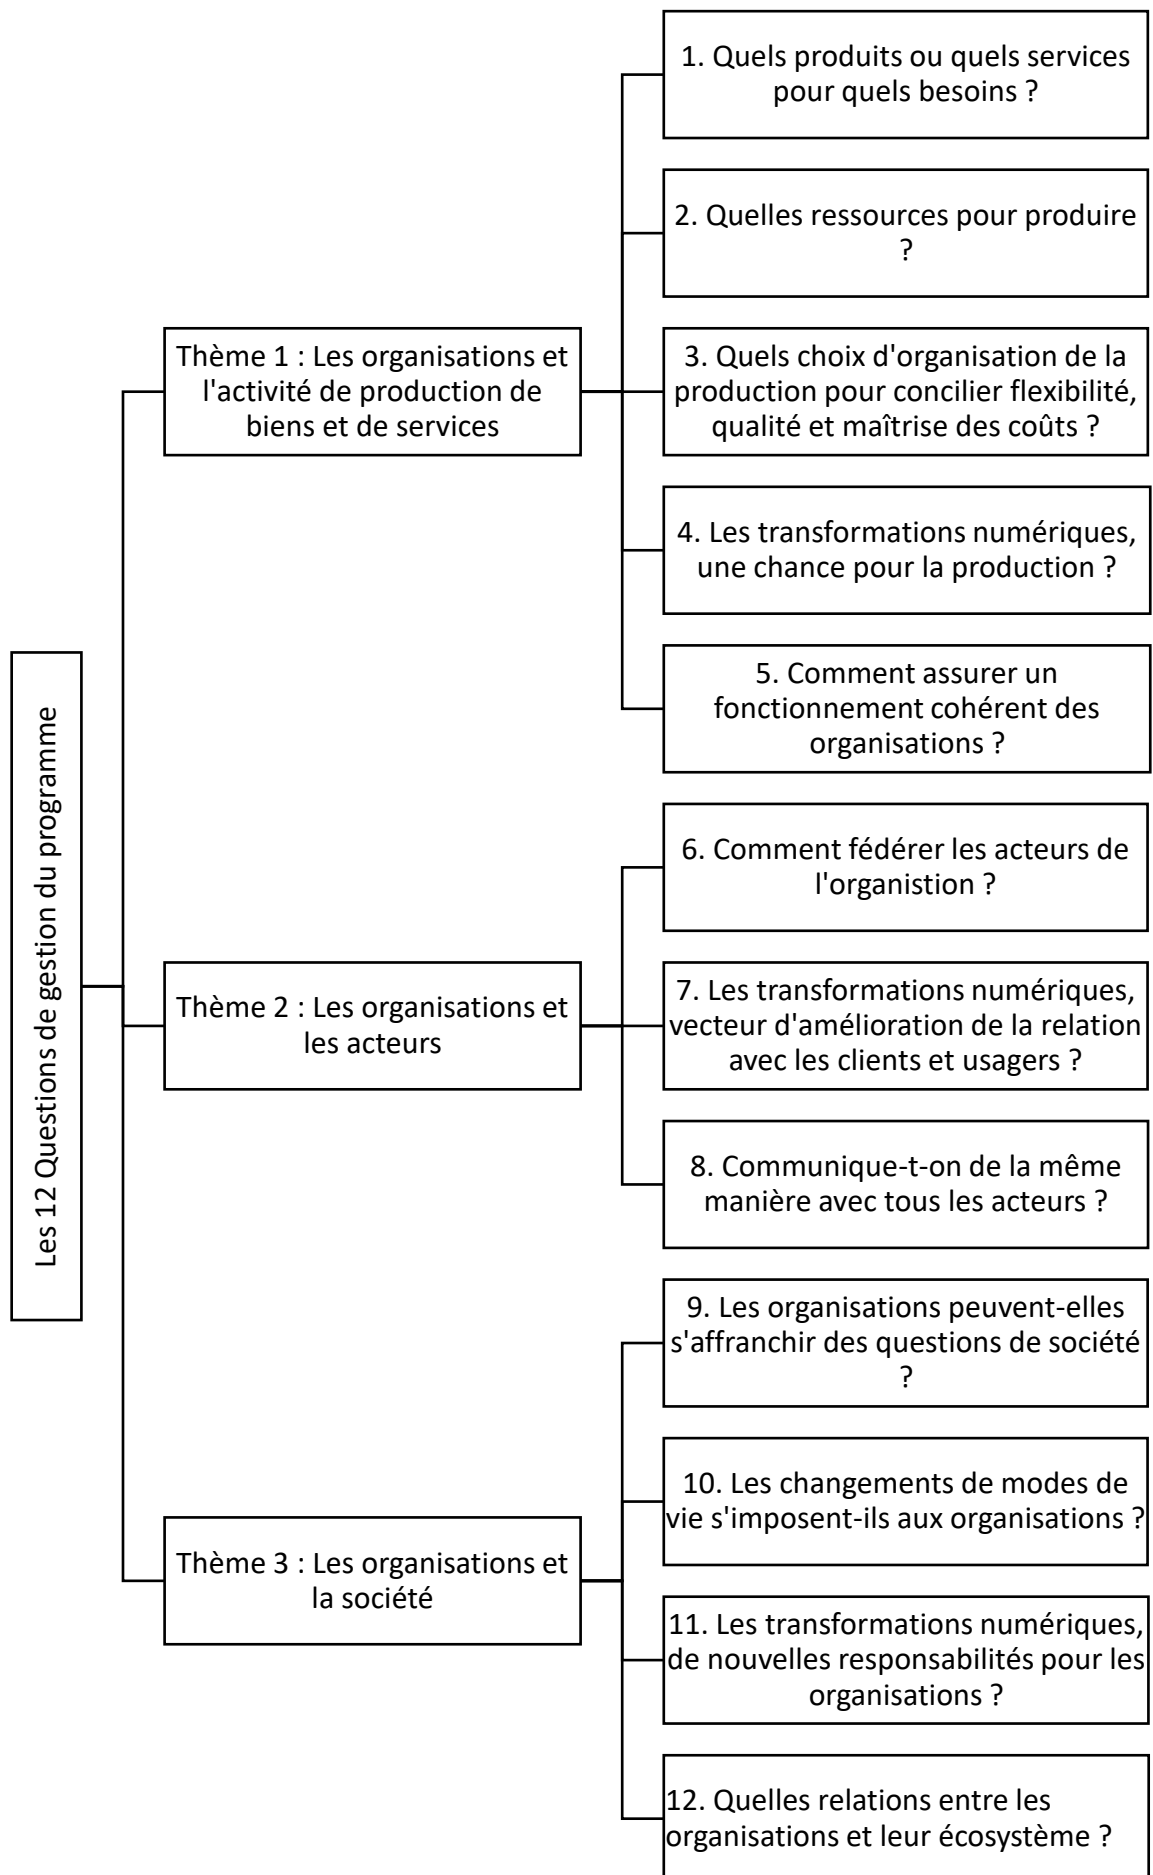 Les 12 Questions de gestion du programme
Thème 1 : Les organisations et
l'activité de production de
biens et de services
1. Quels produits ou quels services
pour quels besoins ?
2. Quelles ressources pour produire
?
3. Quels choix d'organisation de la
production pour concilier flexibilité,
qualité et maîtrise des coûts ?
4. Les transformations numériques,
une chance pour la production ?
5. Comment assurer un
fonctionnement cohérent des
organisations ?
Thème 2 : Les organisations et
les acteurs
6. Comment fédérer les acteurs de
l'organistion ?
7. Les transformations numériques,
vecteur d'amélioration de la relation
avec les clients et usagers ?
8. Communique-t-on de la même
manière avec tous les acteurs ?
Thème 3 : Les organisations et
la société
9. Les organisations peuvent-elles
s'affranchir des questions de société
?
10. Les changements de modes de
vie s'imposent-ils aux organisations ?
11. Les transformations numériques,
de nouvelles responsabilités pour les
organisations ?
12. Quelles relations entre les
organisations et leur écosystème ?